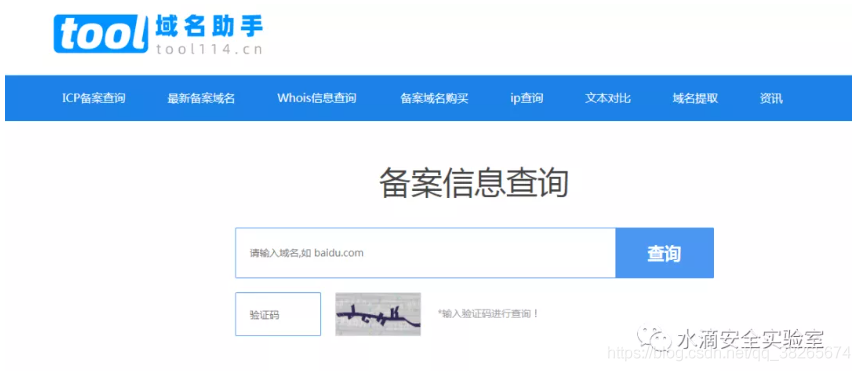 tool 域名助手
tool114.cn
ICP备案查询 最新备案域名 Whois信息查询 备案域名购买 ip查询 文本对比 域名提取 资讯
备案信息查询
请输入域名,如 baidu.com 查询
验证码 *输入验证码进行查询！
水滴安全实验室
https://blog.csdn.net/qq_38265674